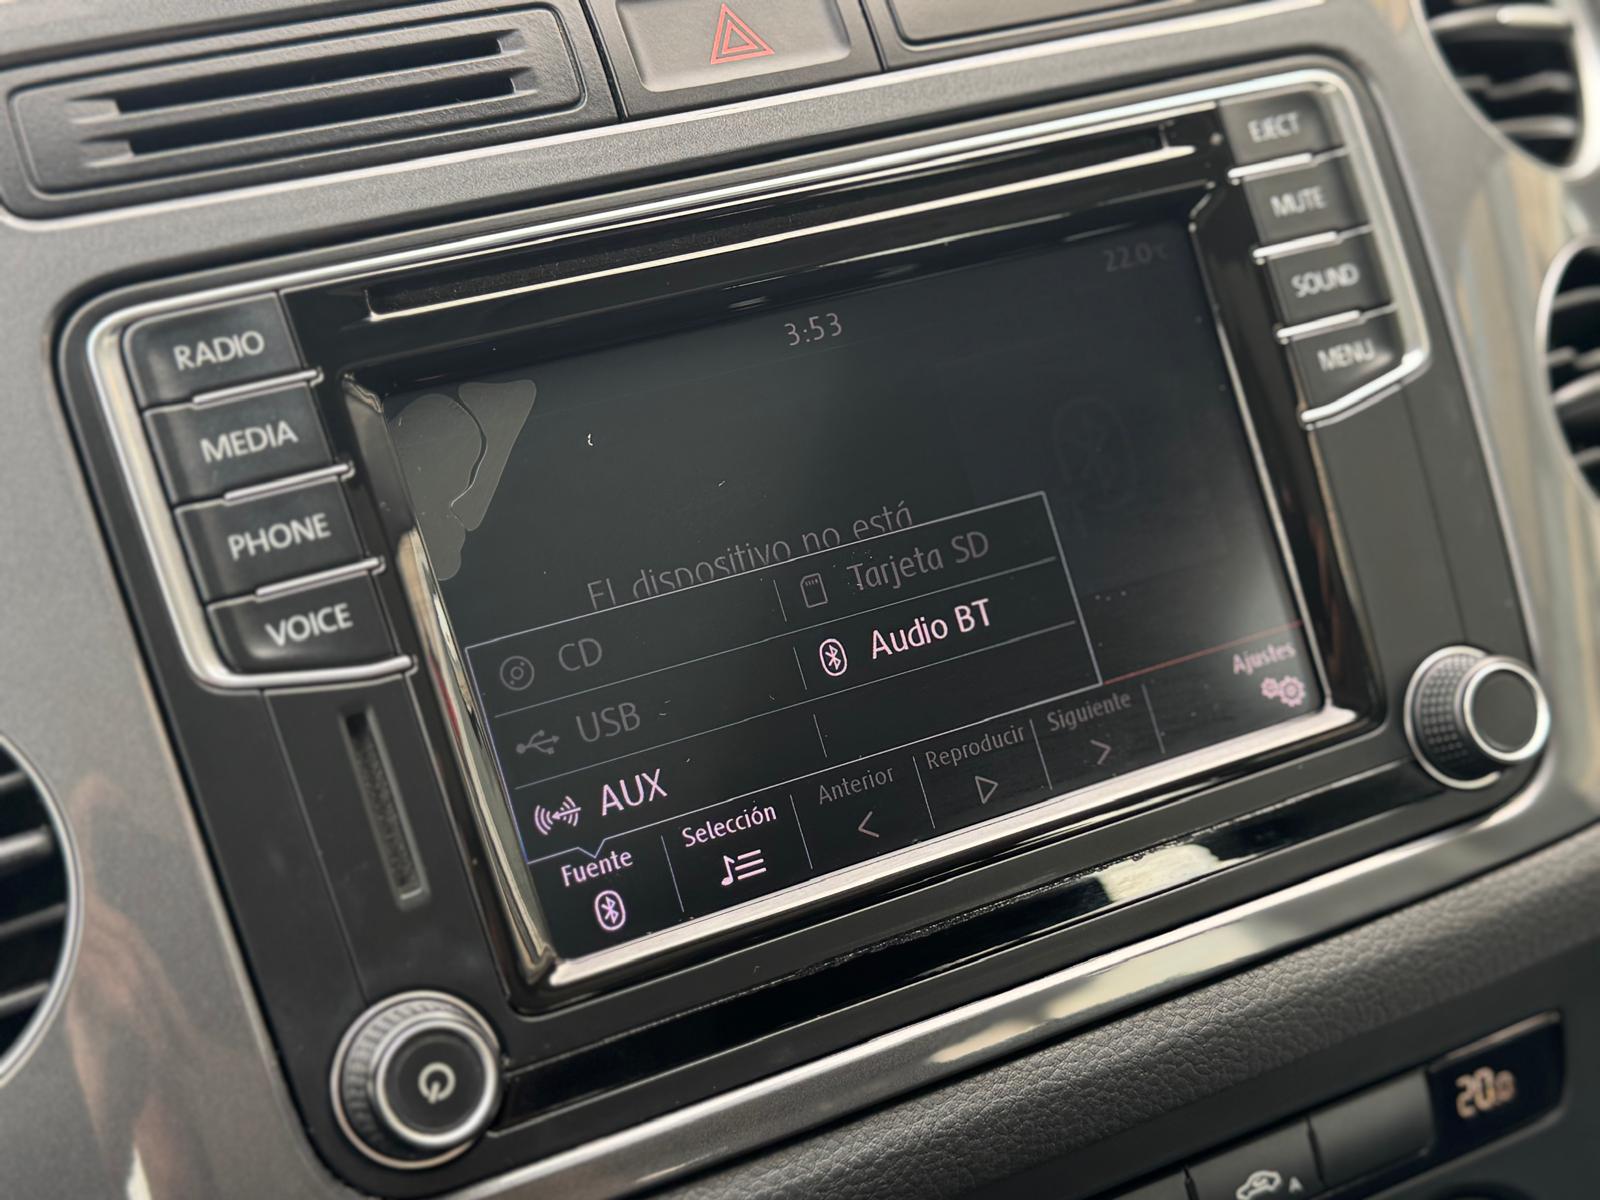 EJECT
MUTE
SOUND
MENU
RADIO
MEDIA
PHONE
VOICE
3:53
22.0°C
El dispositivo no está
CD
Tarjeta SD
USB
Audio BT
AUX
Fuente
Selección
Anterior
Reproducir
Siguiente
Ajustes
20.0
A